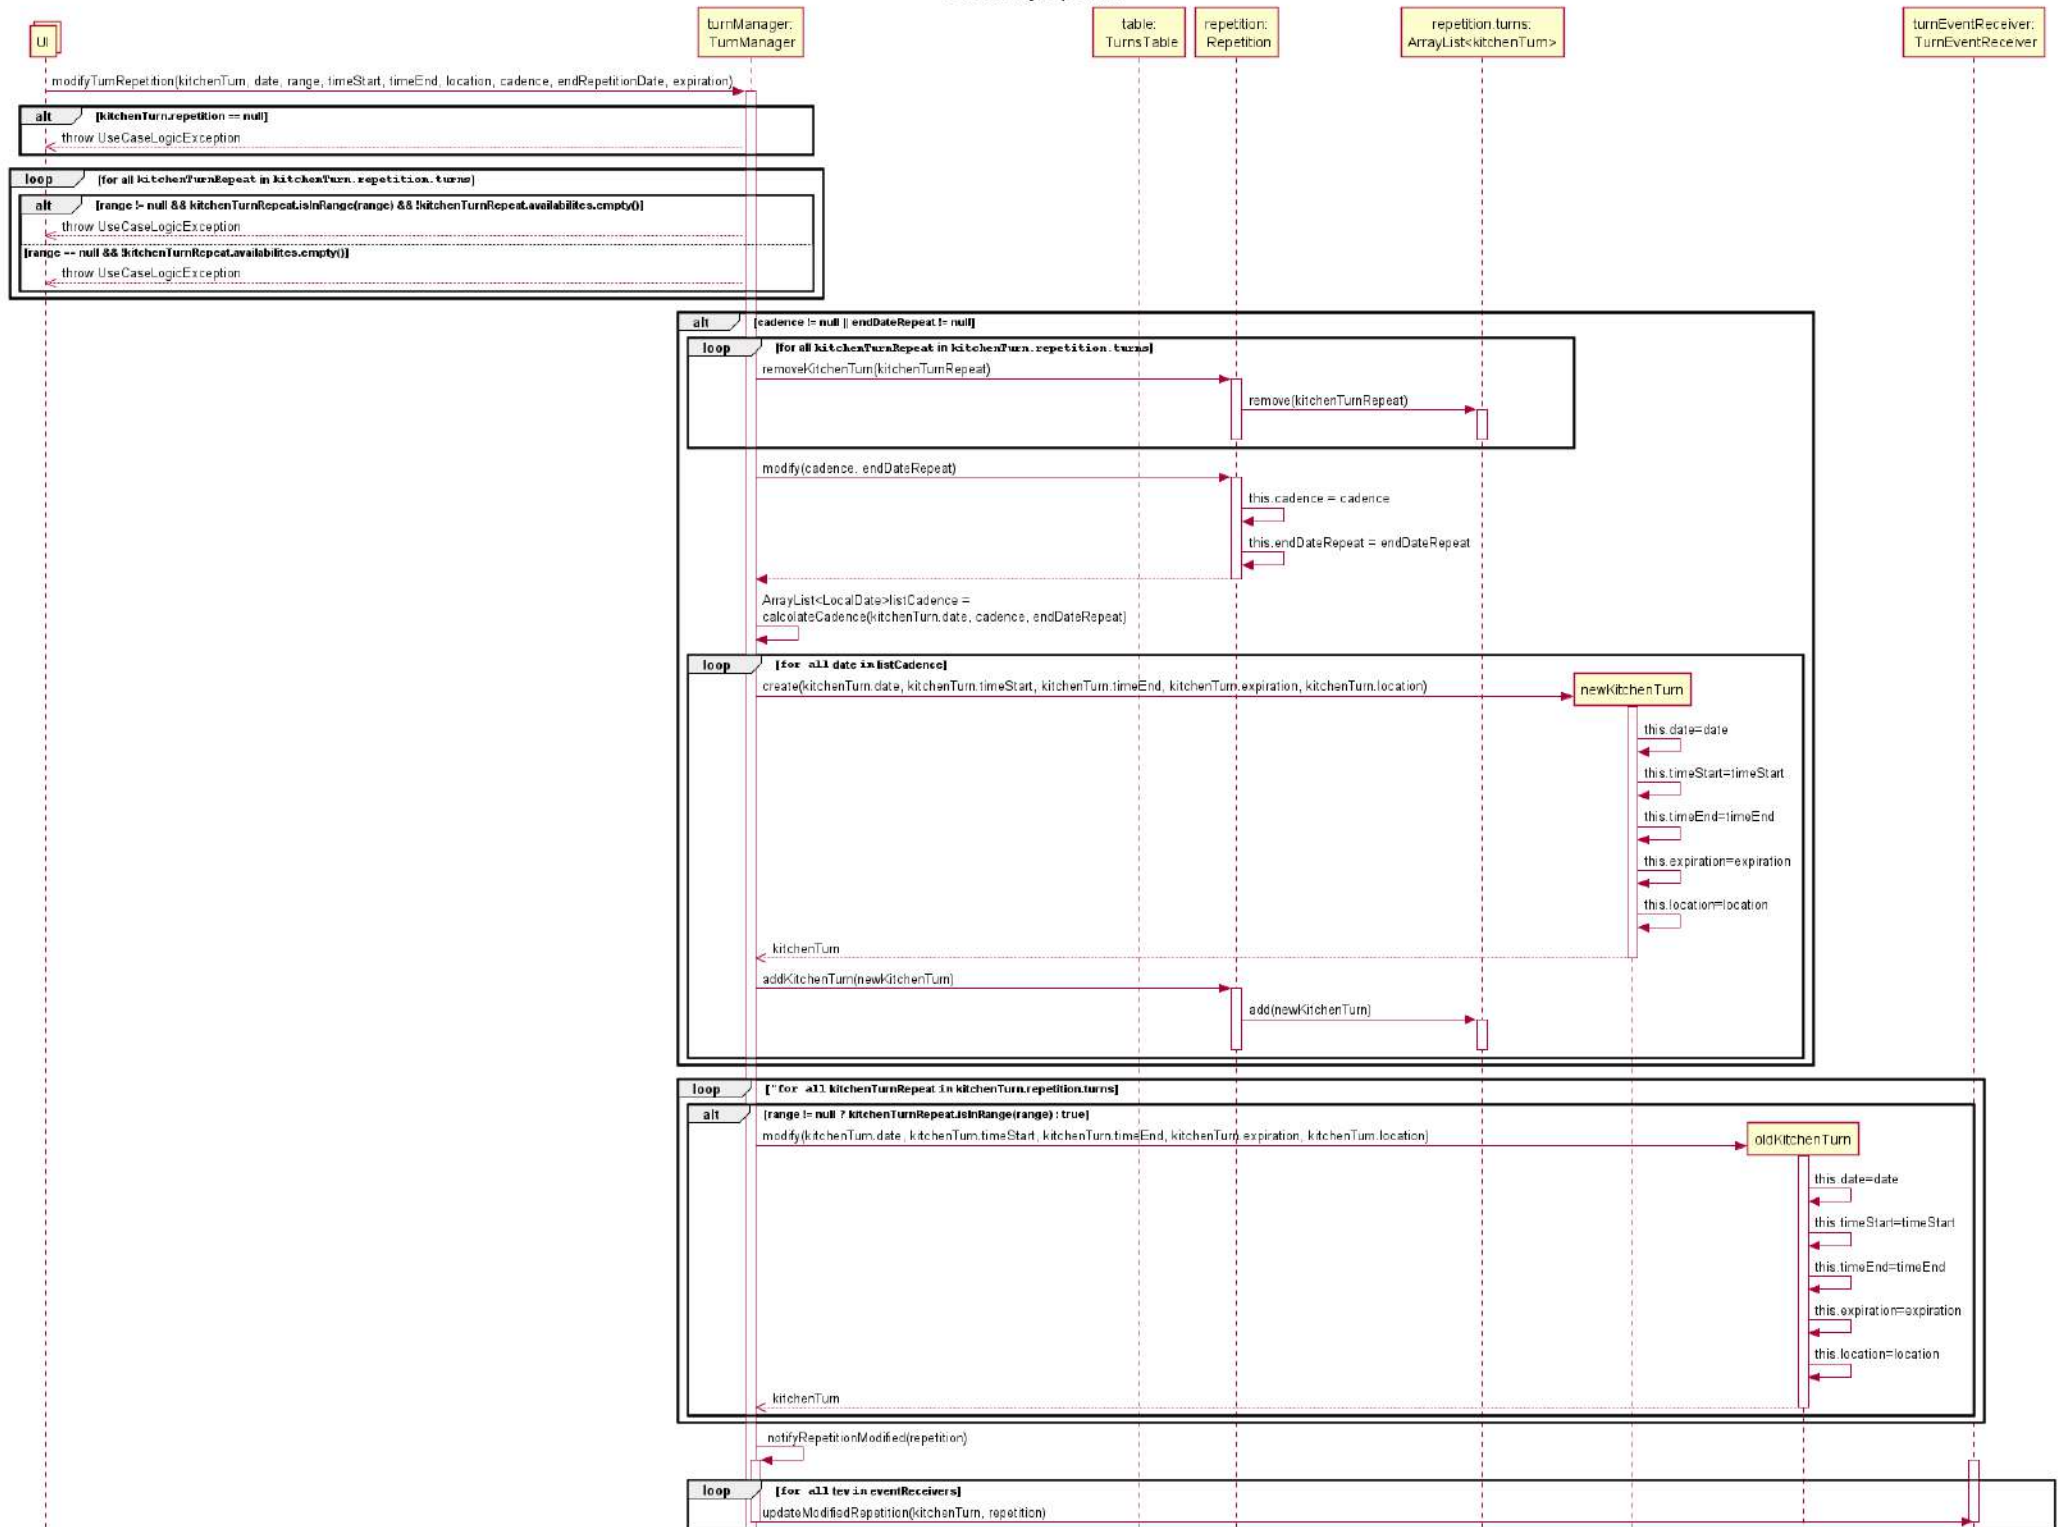 UI
turnManager:
TurnManager
table:
TurnsTable
repetition:
Repetition
repetition.turns:
ArrayList<kitchenTurn>
turnEventReceiver:
TurnEventReceiver
modifyTurnRepetition(kitchenTurn, date, range, timeStart, timeEnd, location, cadence, endRepetitionDate, expiration)
alt [kitchenTurn.repetition == null]
throw UseCaseLogicException
loop [for all kitchenTurnRepeat in kitchenTurn.repetition.turns]
alt [range != null && kitchenTurnRepeat.isInRange(range) && !kitchenTurnRepeat.availabilites.empty()]
throw UseCaseLogicException
[range == null && !kitchenTurnRepeat.availabilites.empty()]
throw UseCaseLogicException
alt [cadence != null || endDateRepeat != null]
loop [for all kitchenTurnRepeat in kitchenTurn.repetition.turns]
removeKitchenTurn(kitchenTurnRepeat)
remove(kitchenTurnRepeat)
modify(cadence, endDateRepeat)
this.cadence = cadence
this.endDateRepeat = endDateRepeat
ArrayList<LocalDate>listCadence =
calcolateCadence(kitchenTurn.date, cadence, endDateRepeat)
loop [for all date in listCadence]
create(kitchenTurn.date, kitchenTurn.timeStart, kitchenTurn.timeEnd, kitchenTurn.expiration, kitchenTurn.location)
newKitchenTurn
this.date=date
this.timeStart=timeStart
this.timeEnd=timeEnd
this.expiration=expiration
this.location=location
kitchenTurn
addKitchenTurn(newKitchenTurn)
add(newKitchenTurn)
loop ["for all kitchenTurnRepeat in kitchenTurn.repetition.turns]
alt [range != null ? kitchenTurnRepeat.isInRange(range) : true]
modify(kitchenTurn.date, kitchenTurn.timeStart, kitchenTurn.timeEnd, kitchenTurn.expiration, kitchenTurn.location)
oldKitchenTurn
this.date=date
this.timeStart=timeStart
this.timeEnd=timeEnd
this.expiration=expiration
this.location=location
kitchenTurn
notifyRepetitionModified(repetition)
loop [for all tev in eventReceivers]
updateModifiedRepetition(kitchenTurn, repetition)